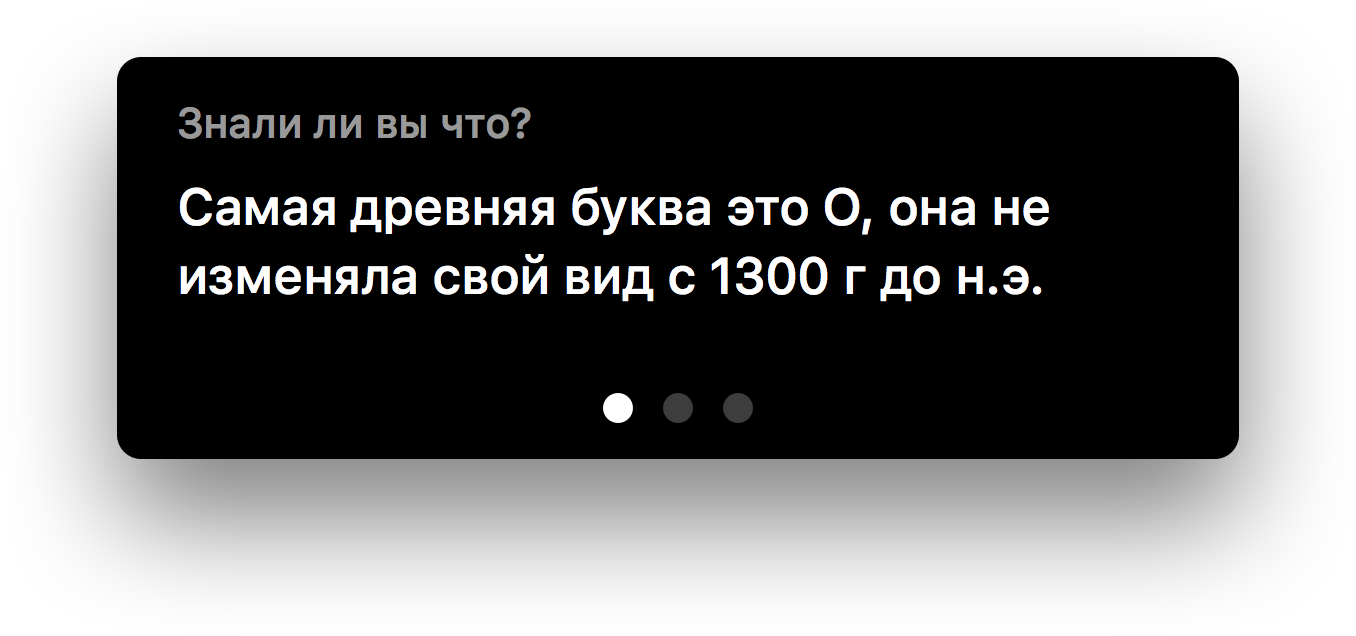 Знали ли вы что?
Самая древняя буква это О, она не
изменяла свой вид с 1300 г до н.э.